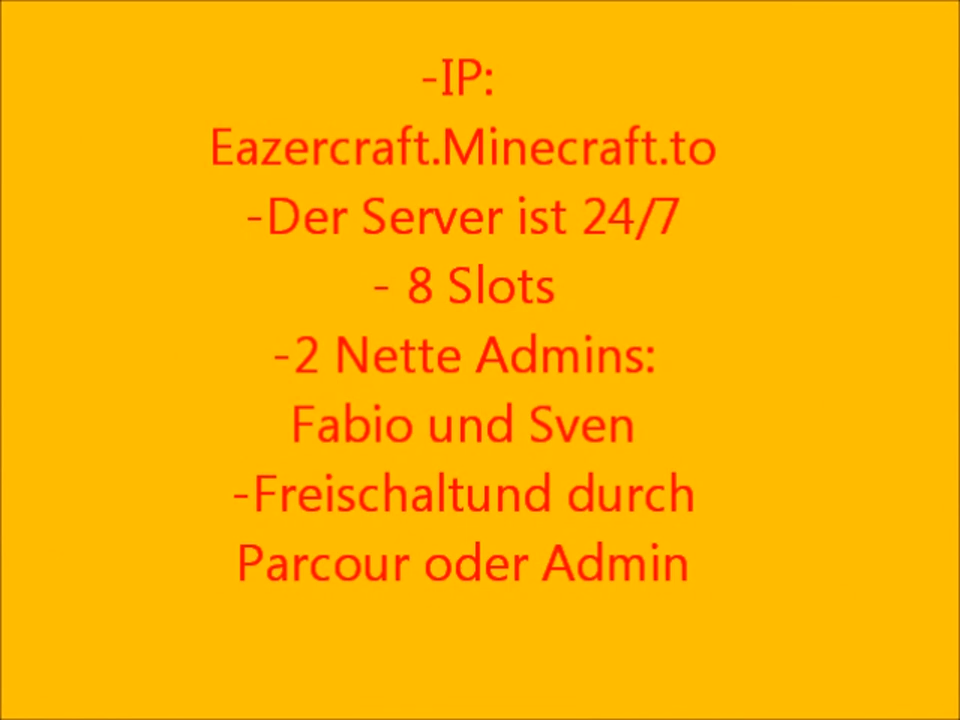 -IP:
Eazercraft.Minecraft.to
-Der Server ist 24/7
- 8 Slots
-2 Nette Admins:
Fabio und Sven
-Freischaltund durch
Parcour oder Admin